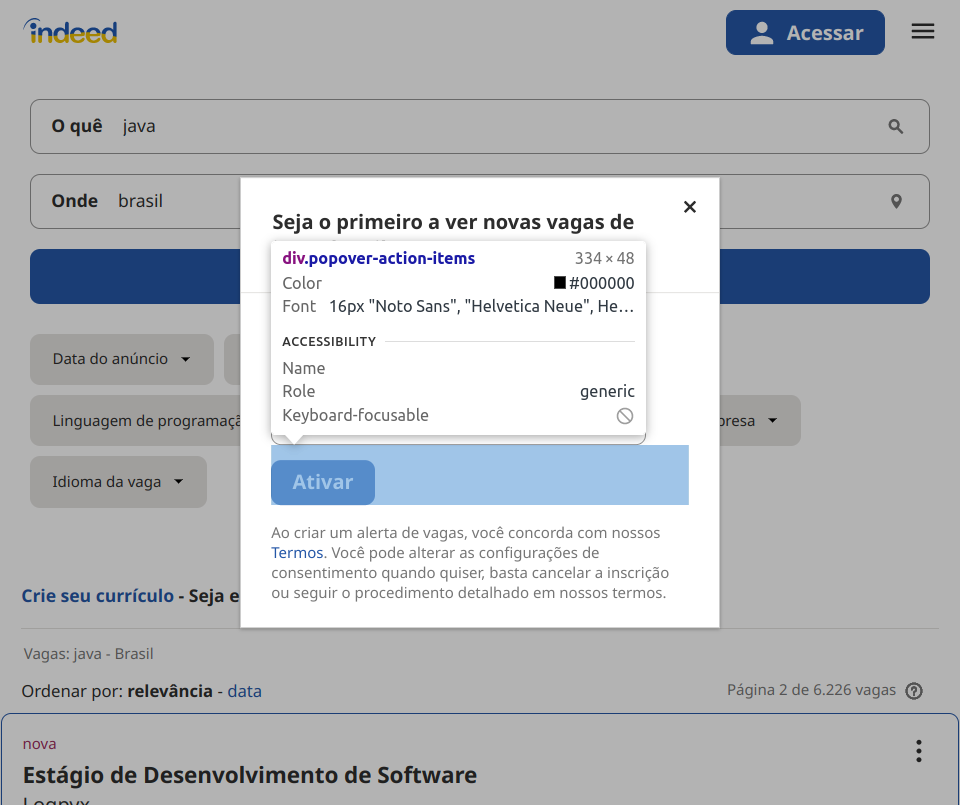 indeed
Acessar
O quê java
Onde brasil
Seja o primeiro a ver novas vagas de
div.popover-action-items 334 × 48
Color #000000
Font 16px "Noto Sans", "Helvetica Neue", He…
ACCESSIBILITY
Name
Role generic
Keyboard-focusable
Data do anúncio
Linguagem de programaçã
presa
Idioma da vaga
Ativar
Ao criar um alerta de vagas, você concorda com nossos
Termos. Você pode alterar as configurações de
consentimento quando quiser, basta cancelar a inscrição
ou seguir o procedimento detalhado em nossos termos.
Crie seu currículo - Seja e
Vagas: java - Brasil
Ordenar por: relevância - data
Página 2 de 6.226 vagas
nova
Estágio de Desenvolvimento de Software